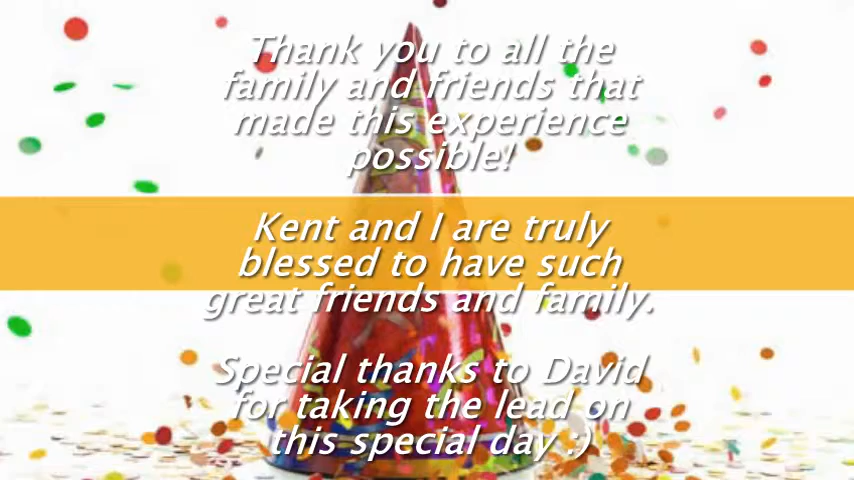 Thank you to all the
family and friends that
made this experience
possible!
Kent and I are truly
blessed to have such
great friends and family.
Special thanks to David
for taking the lead on
this special day :)